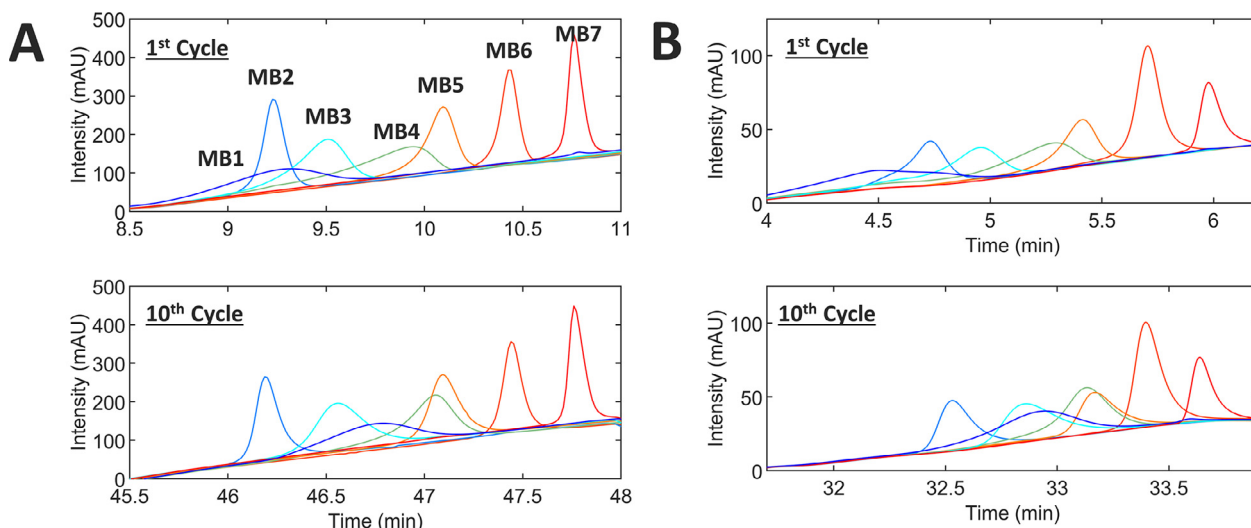 A
1st Cycle
MB1
MB2
MB3
MB4
MB5
MB6
MB7
Intensity (mAU)
500
400
300
200
100
0
8.5
9
9.5
10
10.5
11
Time (min)
10th Cycle
Intensity (mAU)
500
400
300
200
100
0
45.5
46
46.5
47
47.5
48
Time (min)
B
1st Cycle
Intensity (mAU)
100
50
0
4
4.5
5
5.5
6
Time (min)
10th Cycle
Intensity (mAU)
100
50
0
32
32.5
33
33.5
Time (min)